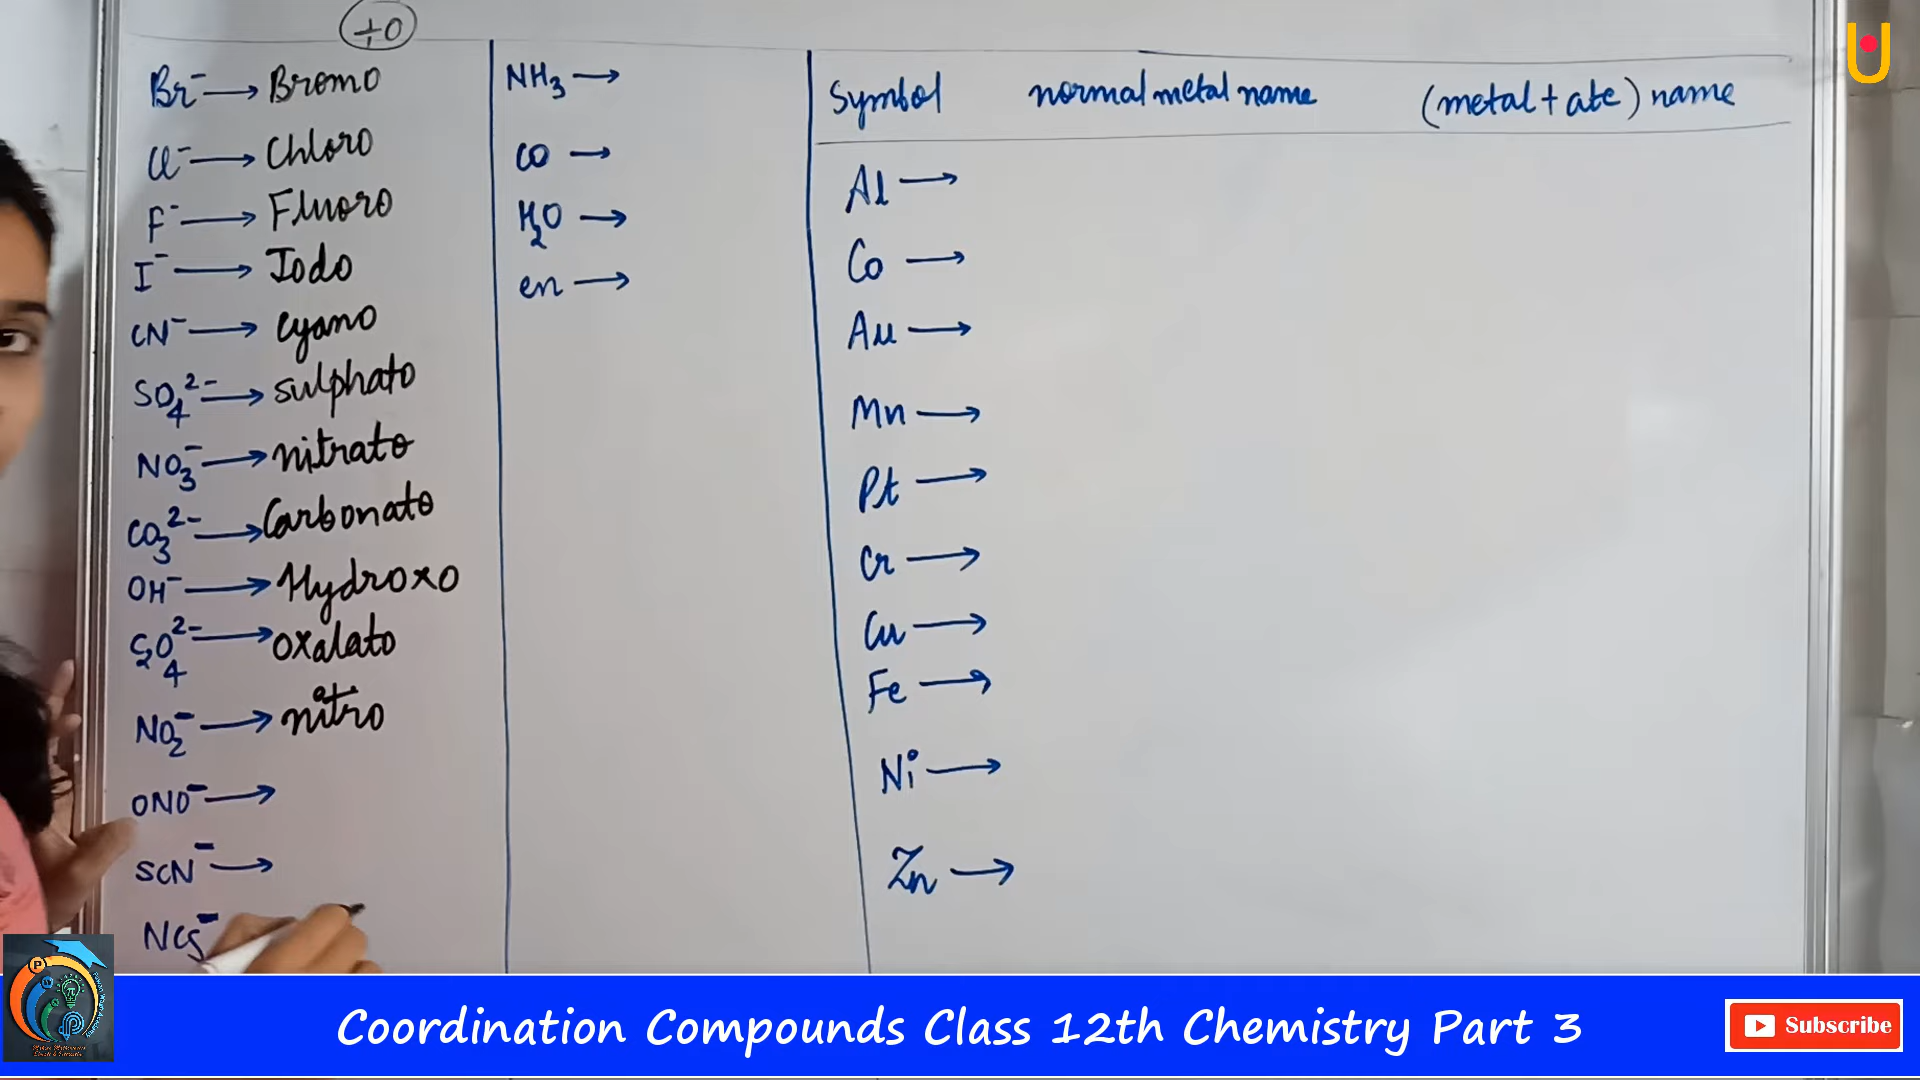 +o
Br⁻ → Bromo
Cl⁻ → Chloro
F⁻ → Fluoro
I⁻ → Iodo
CN⁻ → cyano
SO₄²⁻ → sulphato
NO₃⁻ → nitrato
CO₃²⁻ → Carbonato
OH⁻ → Hydroxo
C₂O₄²⁻ → oxalato
NO₂⁻ → nitro
ONO⁻ →
SCN⁻ →
NCS⁻
NH₃ →
CO →
H₂O →
en →
Symbol normal metal name (metal + ate) name
Al →
Co →
Au →
Mn →
Pt →
Cr →
Cu →
Fe →
Ni →
Zn →
U
Coordination Compounds Class 12th Chemistry Part 3
Subscribe